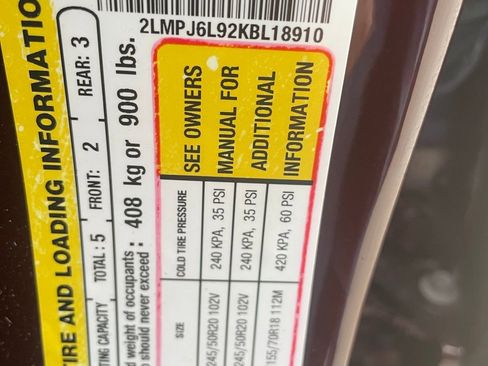 2LMPJ6L92KBL18910
TIRE AND LOADING INFORMATION
SEATING CAPACITY TOTAL : 5 FRONT: 2 REAR: 3
d weight of occupants : 408 kg or 900 lbs.
o should never exceed :
SIZE COLD TIRE PRESSURE SEE OWNERS
245/50R20 102V 240 KPA, 35 PSI MANUAL FOR
245/50R20 102V 240 KPA, 35 PSI ADDITIONAL
155/70R18 112M 420 KPA, 60 PSI INFORMATION